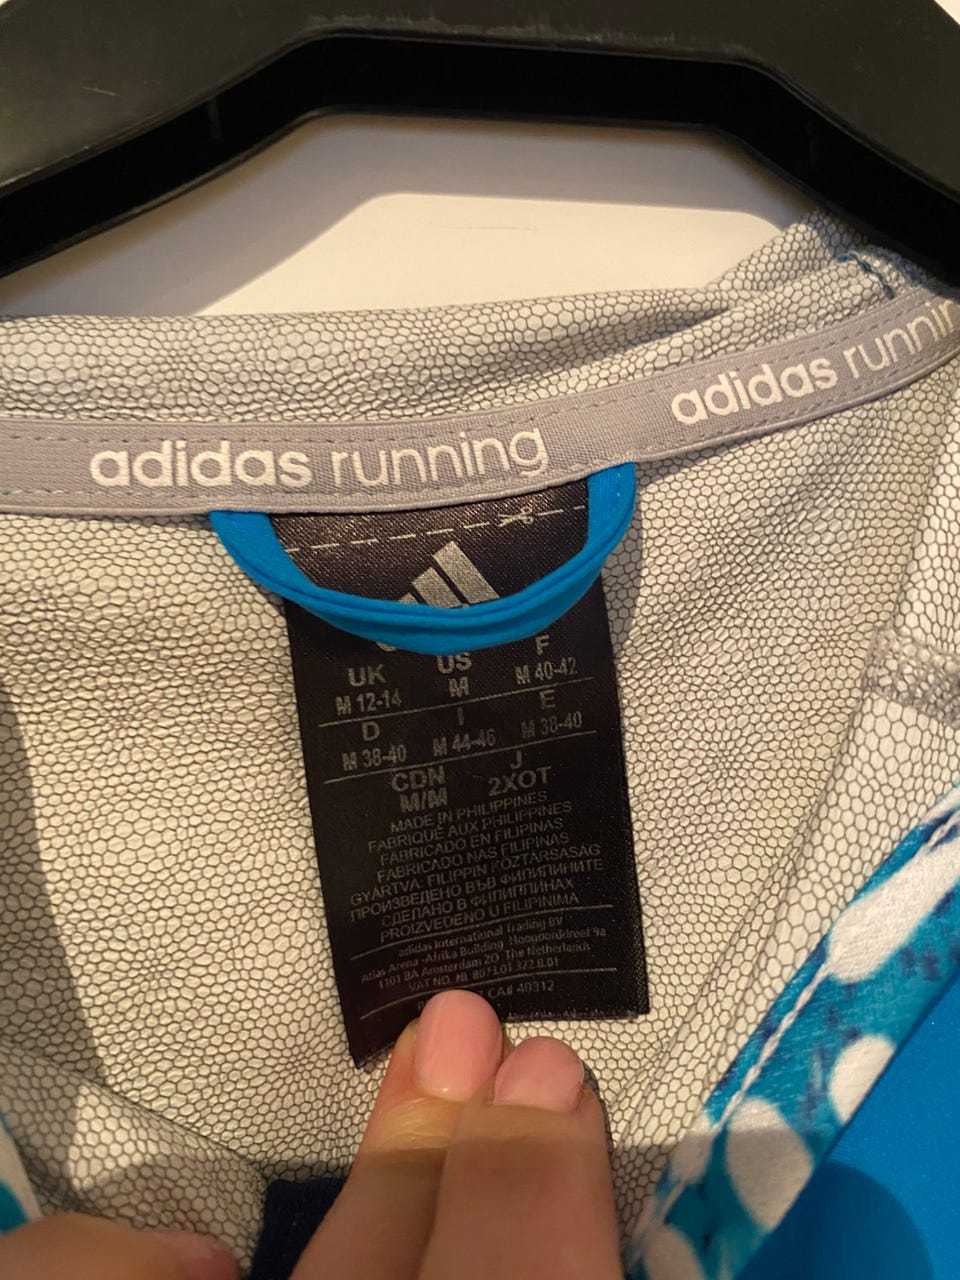 adidas running
adidas running
UK US F
M 12-14 M M 40-42
D I E
M 38-40 M 44-46 M 38-40
CDN J
M/M 2XOT
MADE IN PHILIPPINES
FABRIQUÉ AUX PHILIPPINES
FABRICADO EN FILIPINAS
FABRICADO NAS FILIPINAS
GYÁRTVA: FILIPPIN KÖZTÁRSASÁG
ПРОИЗВЕДЕНО ВЪВ ФИЛИПИНИТЕ
СДЕЛАНО В ФИЛИППИНАХ
PROIZVEDENO U FILIPINIMA
adidas International Trading BV
Atlas Arena -Afrika Building Hoogoorddreef 9a
1101 BA Amsterdam ZO The Netherlands
VAT NO. NL 8073.01.322 B.01
CA# 40312